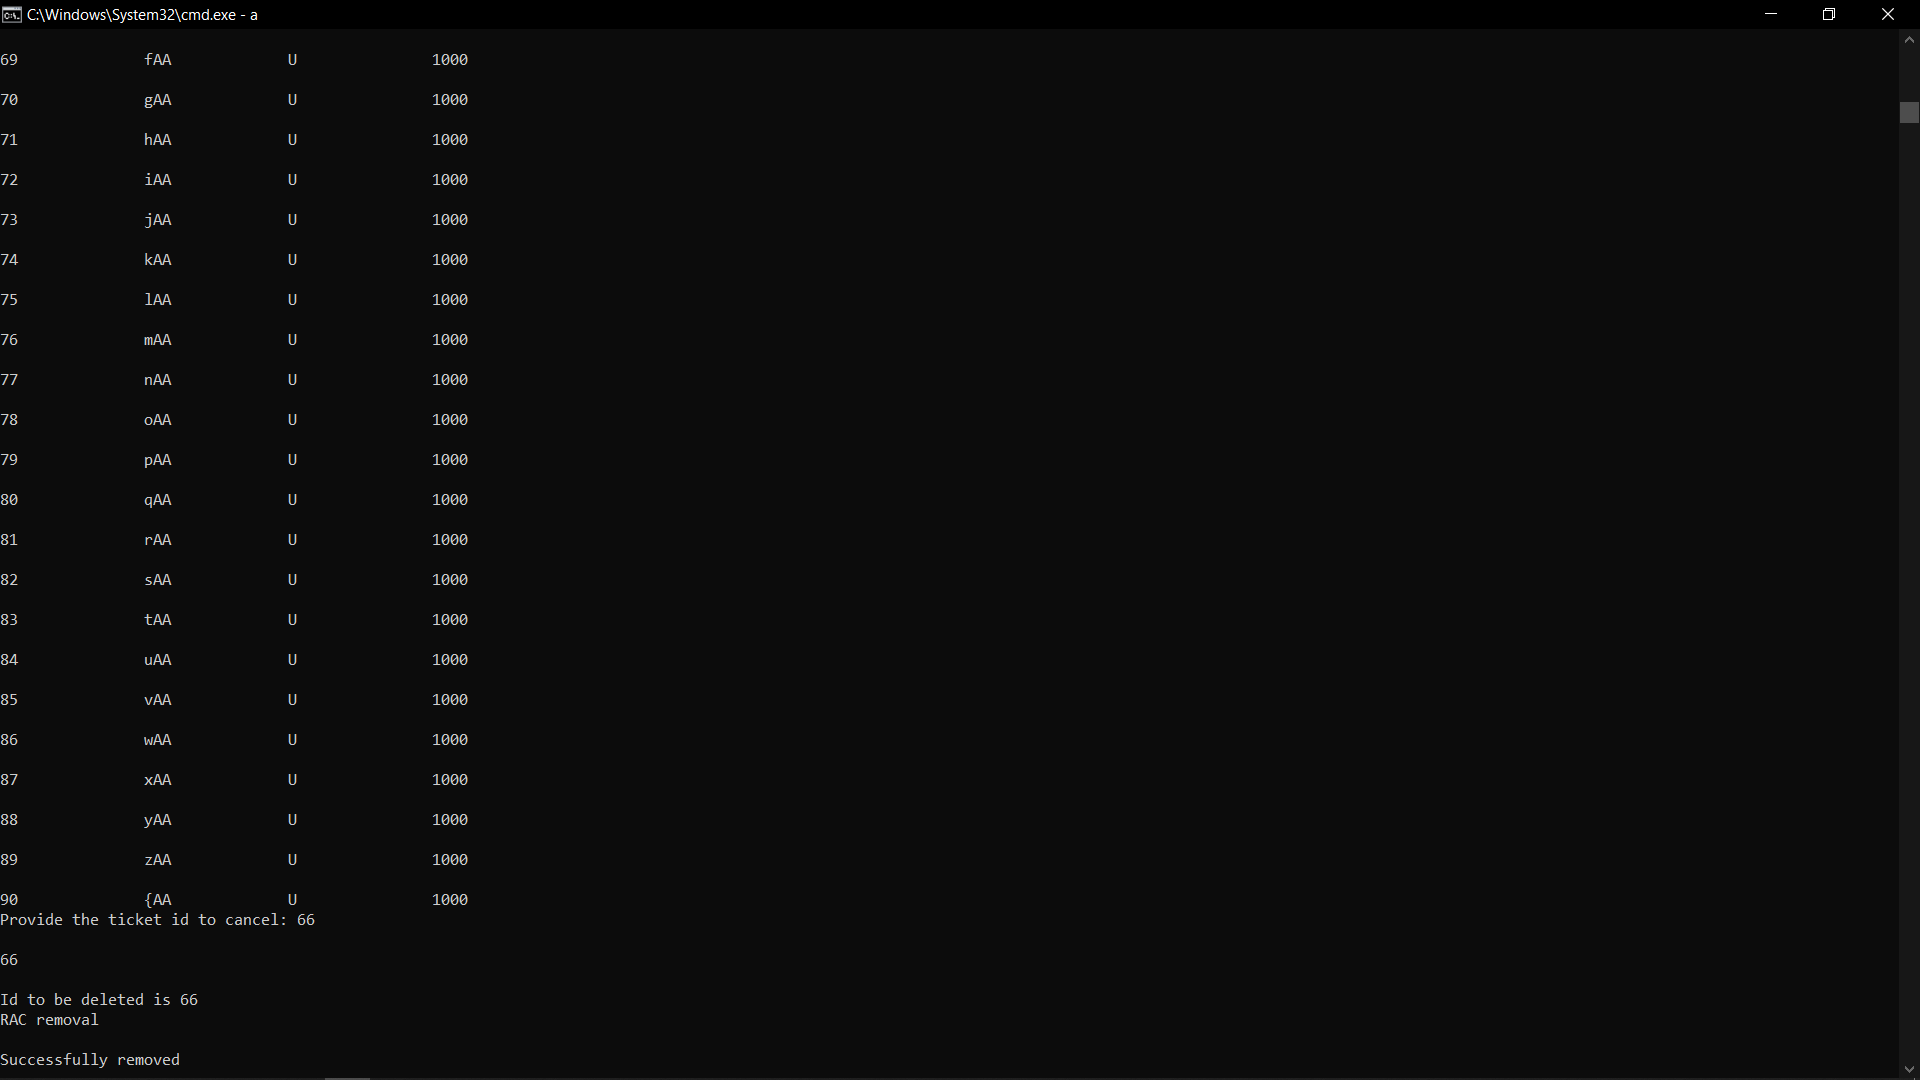 C:\Windows\System32\cmd.exe - a
69 fAA U 1000
70 gAA U 1000
71 hAA U 1000
72 iAA U 1000
73 jAA U 1000
74 kAA U 1000
75 lAA U 1000
76 mAA U 1000
77 nAA U 1000
78 oAA U 1000
79 pAA U 1000
80 qAA U 1000
81 rAA U 1000
82 sAA U 1000
83 tAA U 1000
84 uAA U 1000
85 vAA U 1000
86 wAA U 1000
87 xAA U 1000
88 yAA U 1000
89 zAA U 1000
90 {AA U 1000
Provide the ticket id to cancel: 66
66
Id to be deleted is 66
RAC removal
Successfully removed